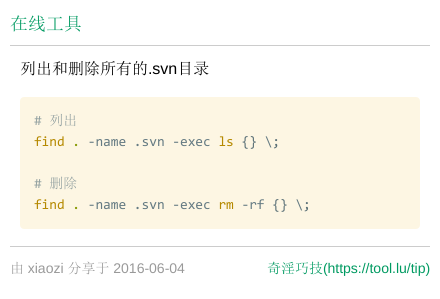 在线工具
列出和删除所有的.svn目录
# 列出
find . -name .svn -exec ls {} \;
# 删除
find . -name .svn -exec rm -rf {} \;
由 xiaozi 分享于 2016-06-04
奇淫巧技(https://tool.lu/tip)